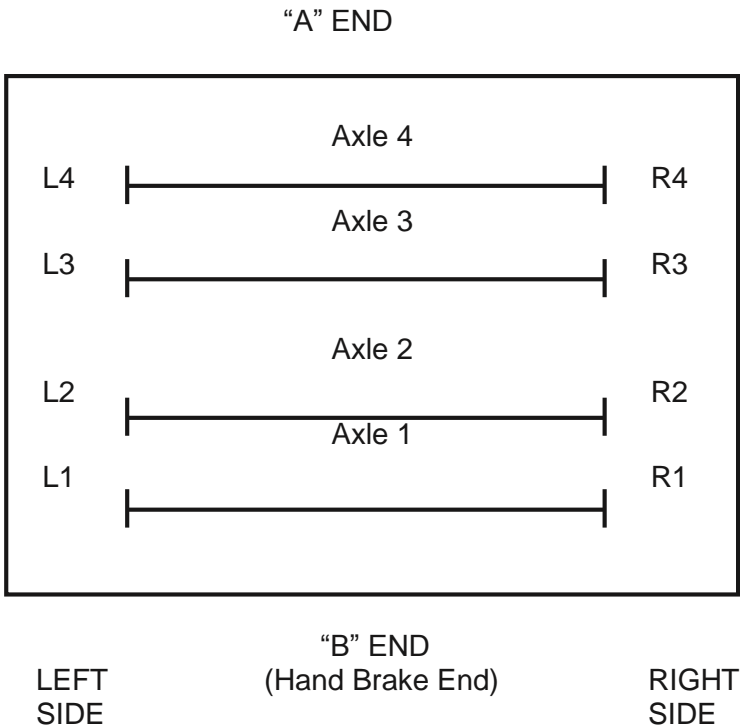 “A” END
Axle 4
L4 R4
Axle 3
L3 R3
Axle 2
L2 R2
Axle 1
L1 R1
“B” END
LEFT (Hand Brake End) RIGHT
SIDE SIDE